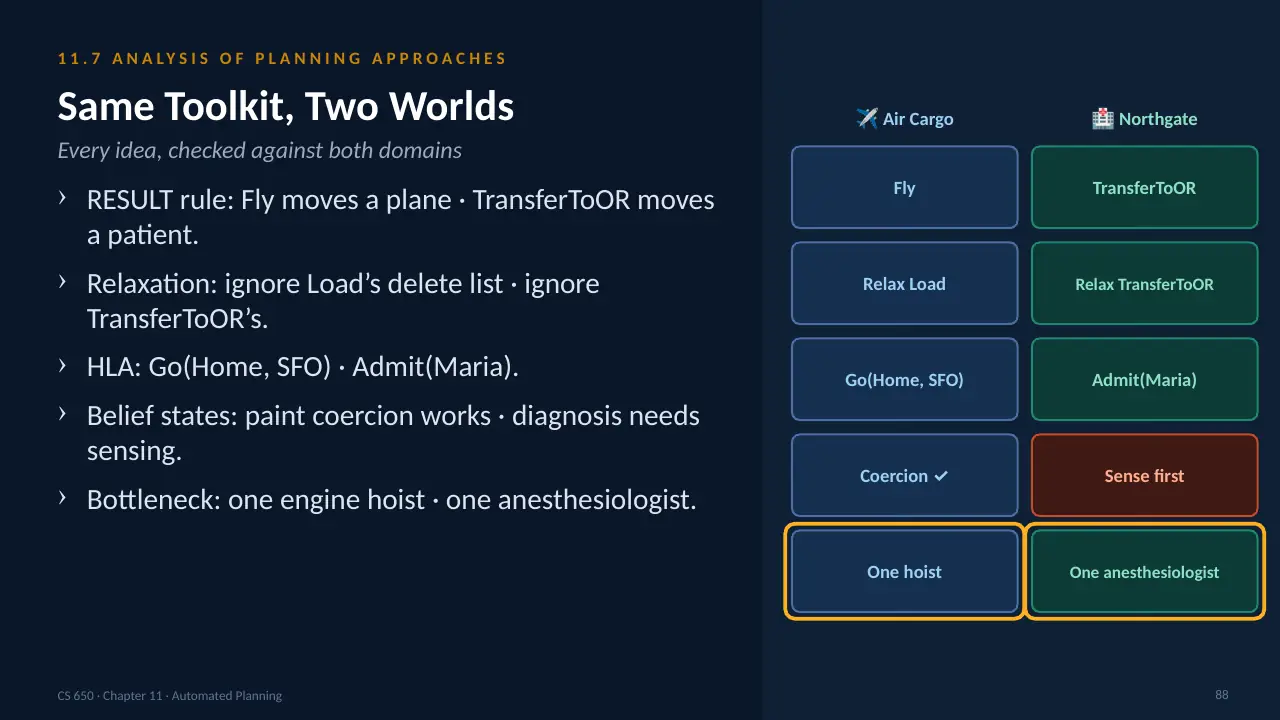 11.7 ANALYSIS OF PLANNING APPROACHES
Same Toolkit, Two Worlds
Every idea, checked against both domains
› RESULT rule: Fly moves a plane · TransferToOR moves
a patient.
› Relaxation: ignore Load’s delete list · ignore
TransferToOR’s.
› HLA: Go(Home, SFO) · Admit(Maria).
› Belief states: paint coercion works · diagnosis needs
sensing.
› Bottleneck: one engine hoist · one anesthesiologist.
✈️ Air Cargo
🏥 Northgate
Fly
TransferToOR
Relax Load
Relax TransferToOR
Go(Home, SFO)
Admit(Maria)
Coercion ✓
Sense first
One hoist
One anesthesiologist
CS 650 · Chapter 11 · Automated Planning
88